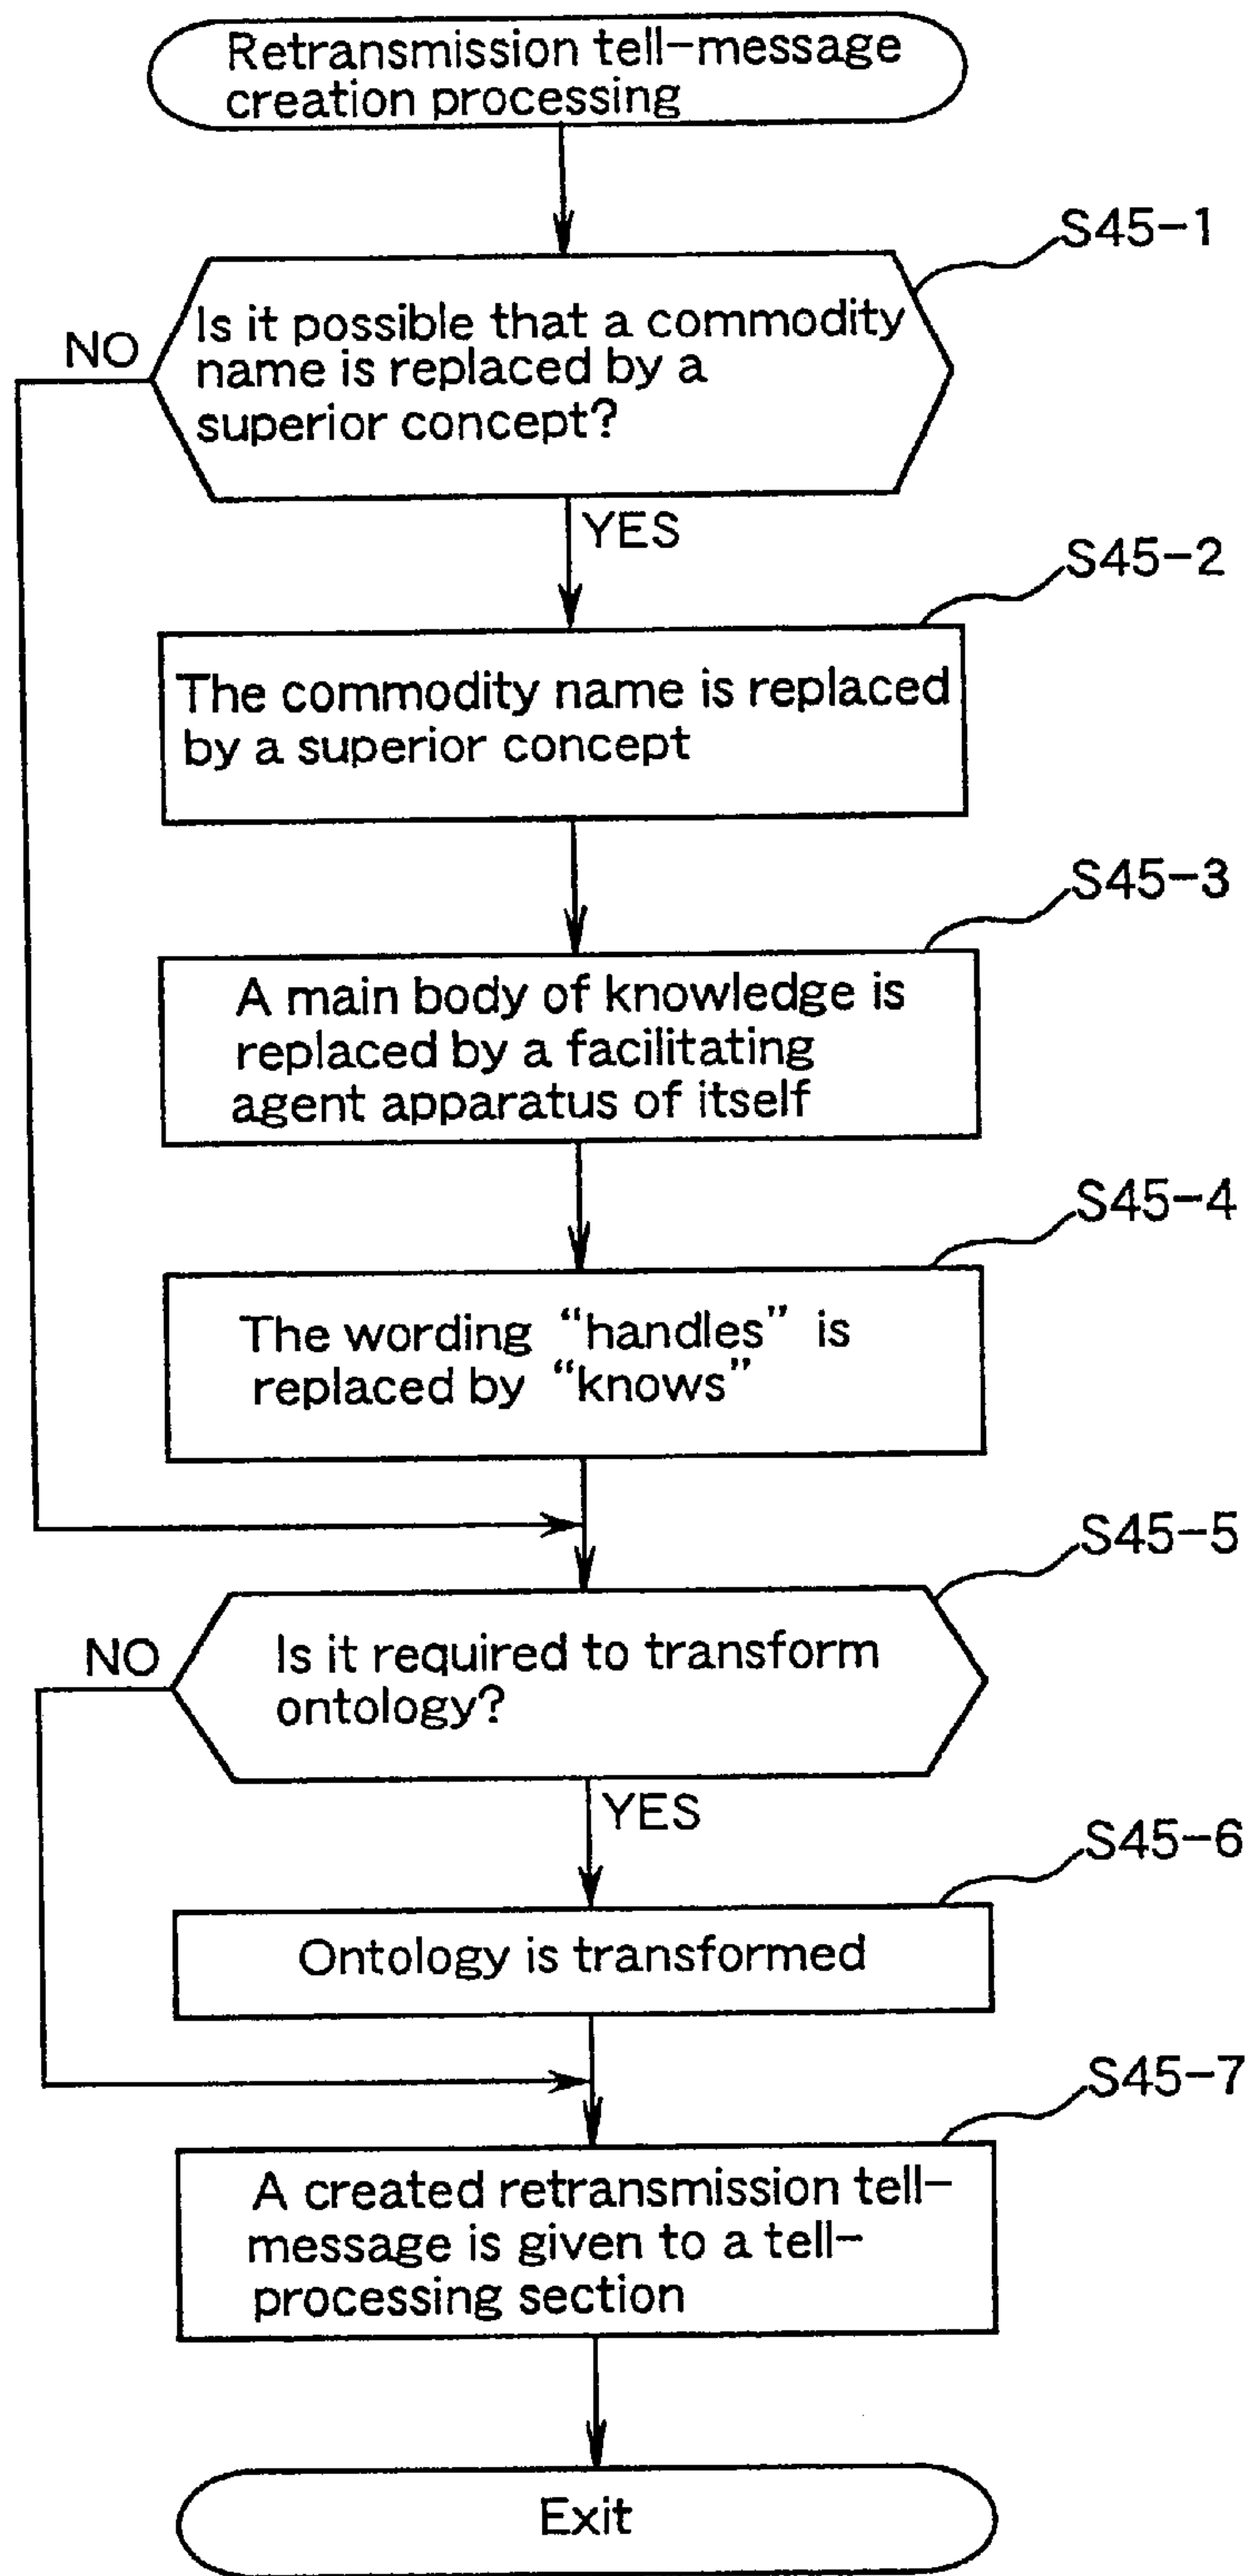 Retransmission tell-message
creation processing
S45-1
Is it possible that a commodity
name is replaced by a
superior concept?
NO
YES
S45-2
The commodity name is replaced
by a superior concept
S45-3
A main body of knowledge is
replaced by a facilitating
agent apparatus of itself
S45-4
The wording “handles” is
replaced by “knows”
S45-5
Is it required to transform
ontology?
NO
YES
S45-6
Ontology is transformed
S45-7
A created retransmission tell-
message is given to a tell-
processing section
Exit